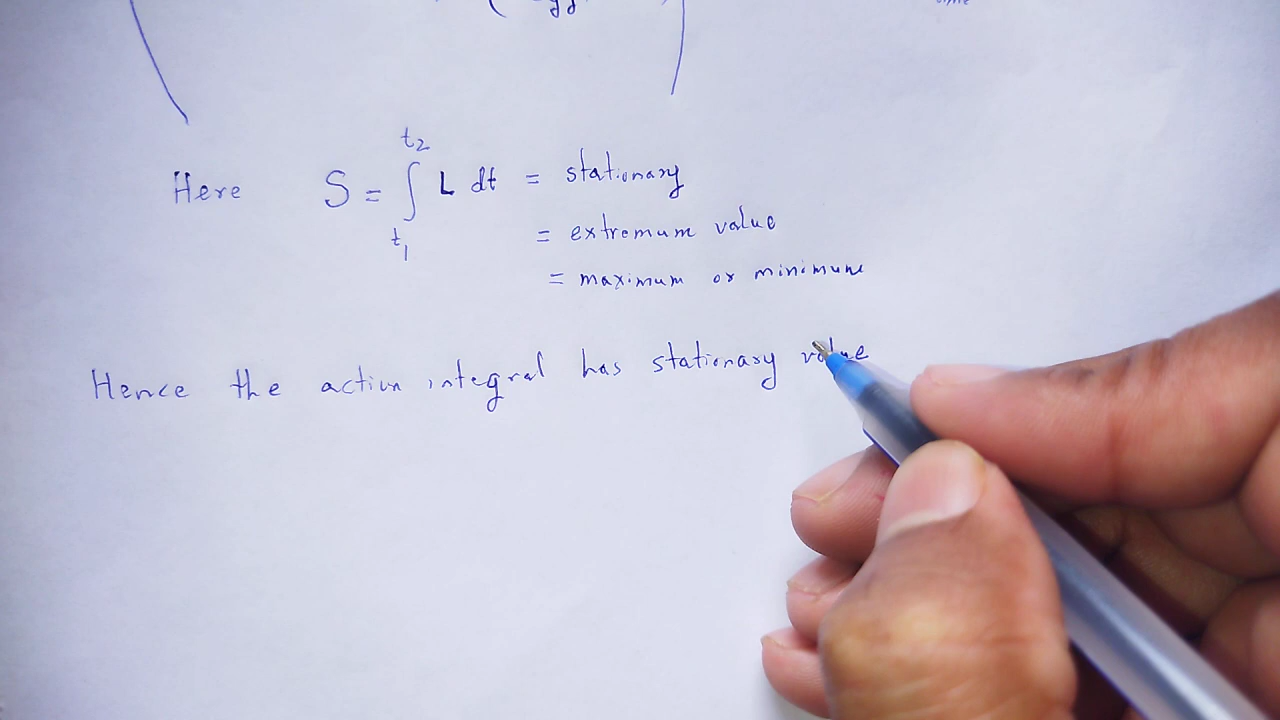 Here S = ∫ t1 t2 L dt = stationary
= extremum value
= maximum or minimum
Hence the action integral has stationary value